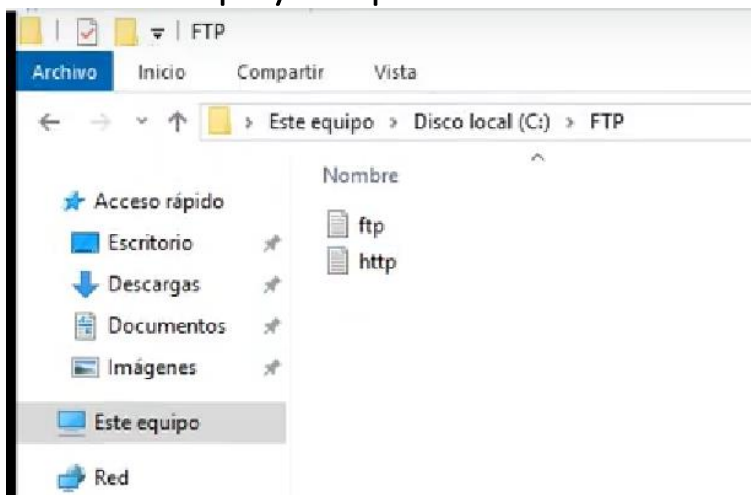 FTP
Archivo Inicio Compartir Vista
Este equipo > Disco local (C:) > FTP
Nombre
Acceso rápido
ftp
Escritorio
http
Descargas
Documentos
Imágenes
Este equipo
Red